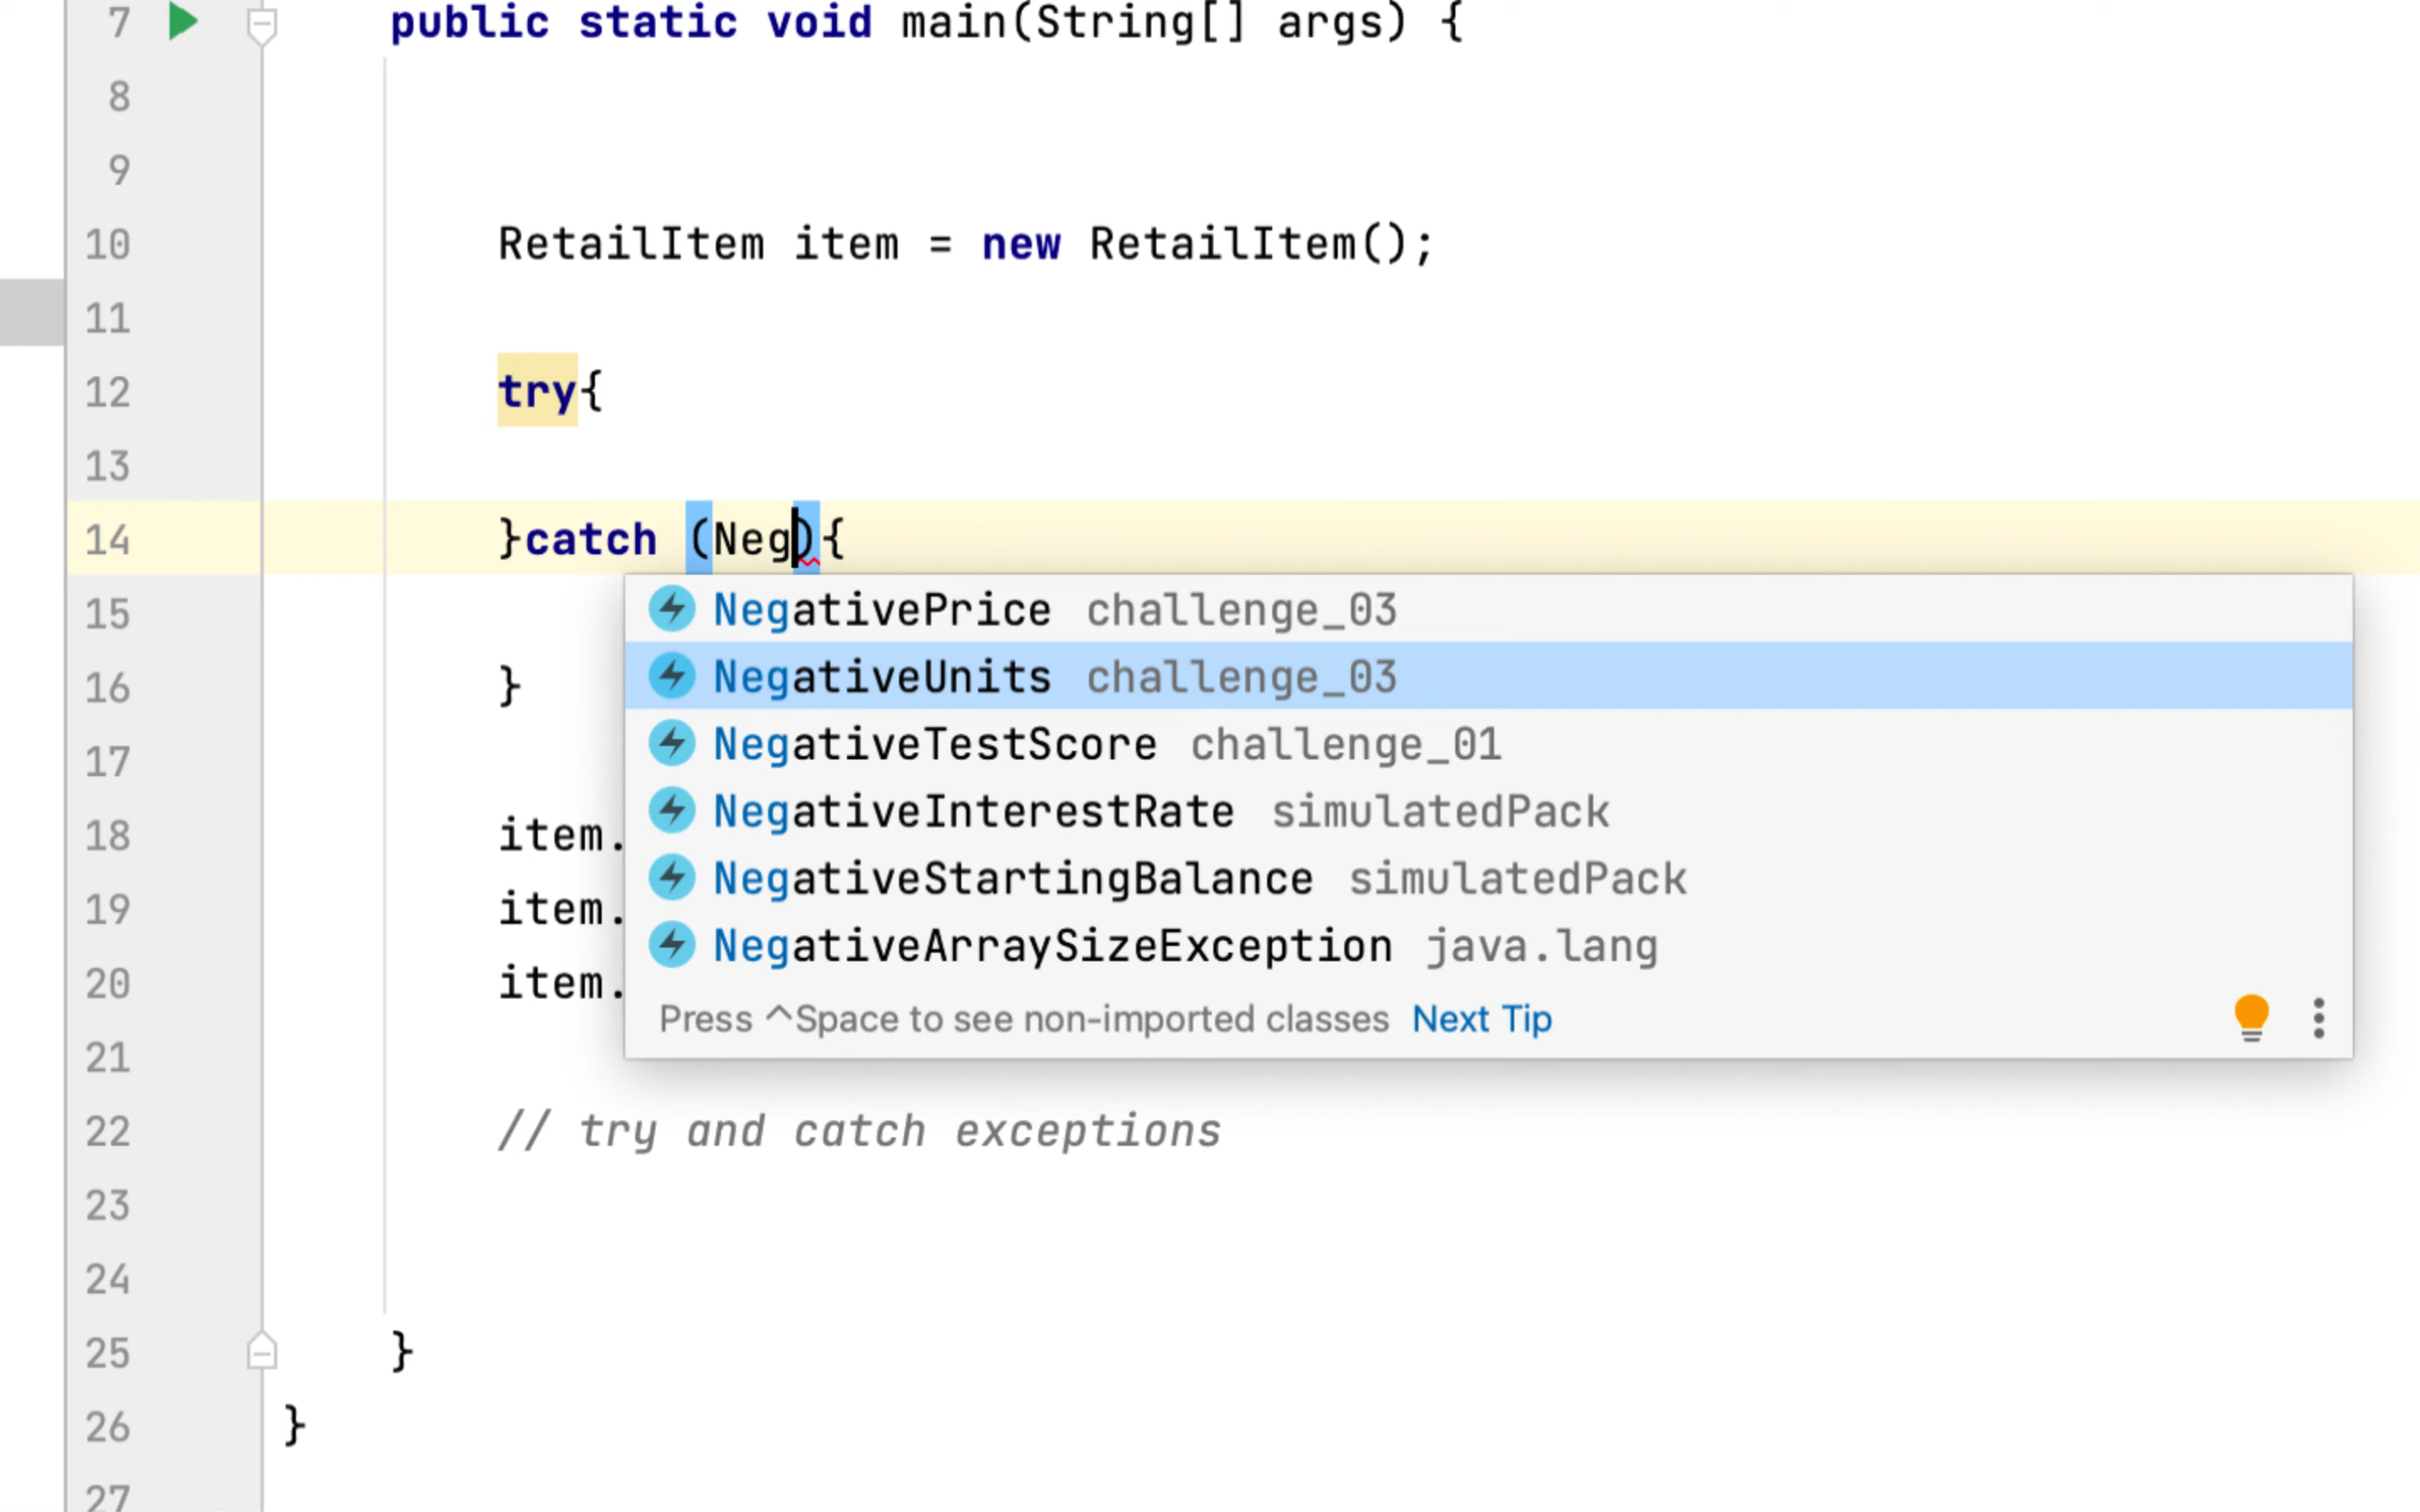 7 public static void main(String[] args) {
8
9
10 RetailItem item = new RetailItem();
11
12 try{
13
14 }catch (Neg){
NegativePrice challenge_03
15
NegativeUnits challenge_03
16 }
NegativeTestScore challenge_01
17
NegativeInterestRate simulatedPack
18 item.
NegativeStartingBalance simulatedPack
19 item.
NegativeArraySizeException java.lang
20 item.
Press ^Space to see non-imported classes Next Tip
21
22 // try and catch exceptions
23
24
25 }
26 }
27